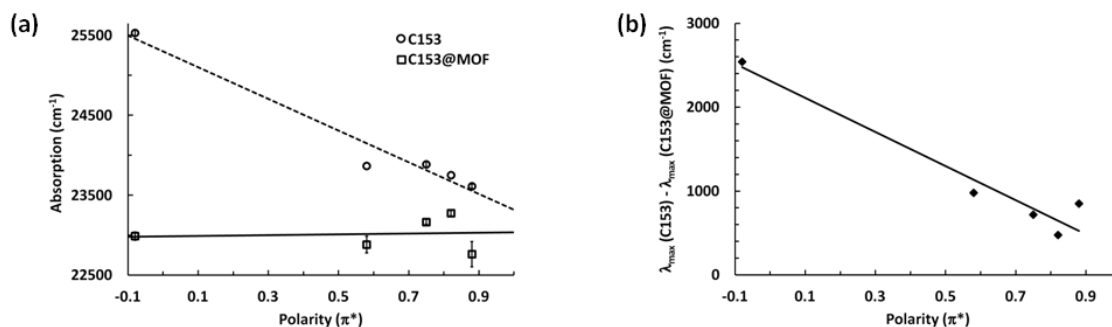 (a)
25500
24500
23500
22500
Absorption (cm⁻¹)
C153
C153@MOF
-0.1 0.1 0.3 0.5 0.7 0.9
Polarity (π*)
(b)
3000
2000
1000
0
λmax (C153) - λmax (C153@MOF) (cm⁻¹)
-0.1 0.1 0.3 0.5 0.7 0.9
Polarity (π*)